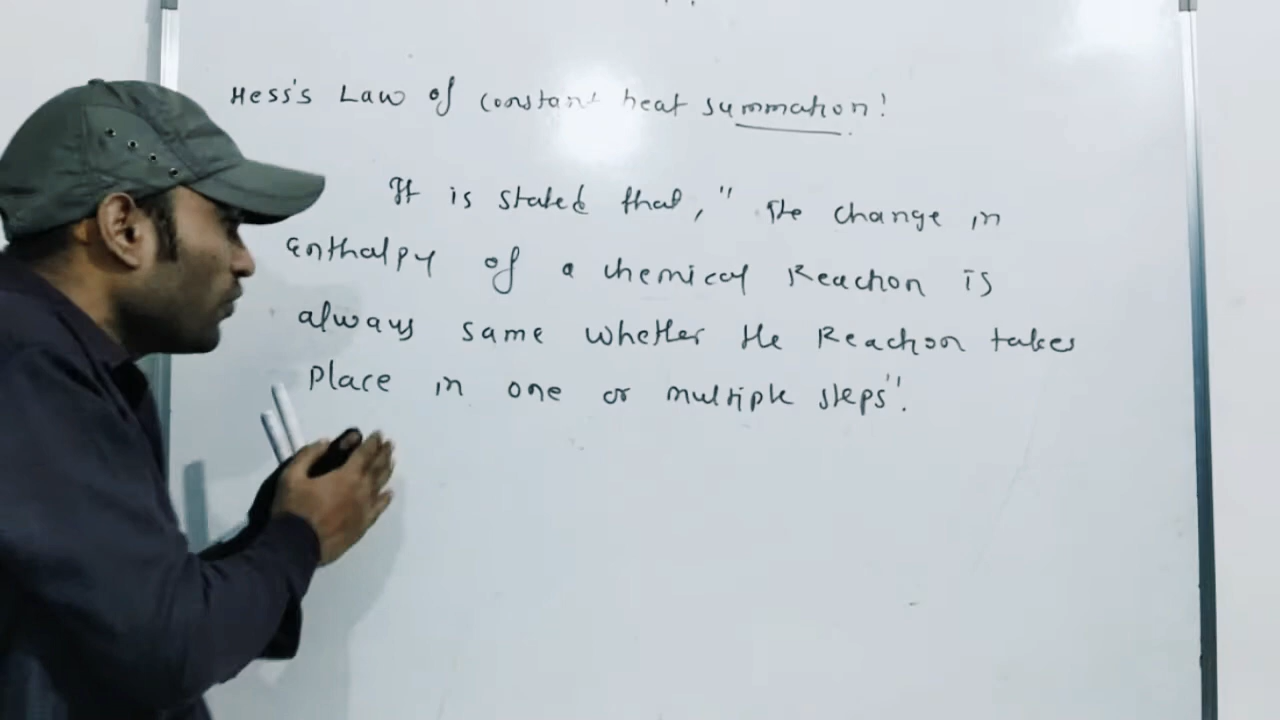 Hess's Law of constant heat summation!
It is stated that, " The change in
enthalpy of a chemical Reaction is
always same whether the Reaction takes
place in one or multiple steps".